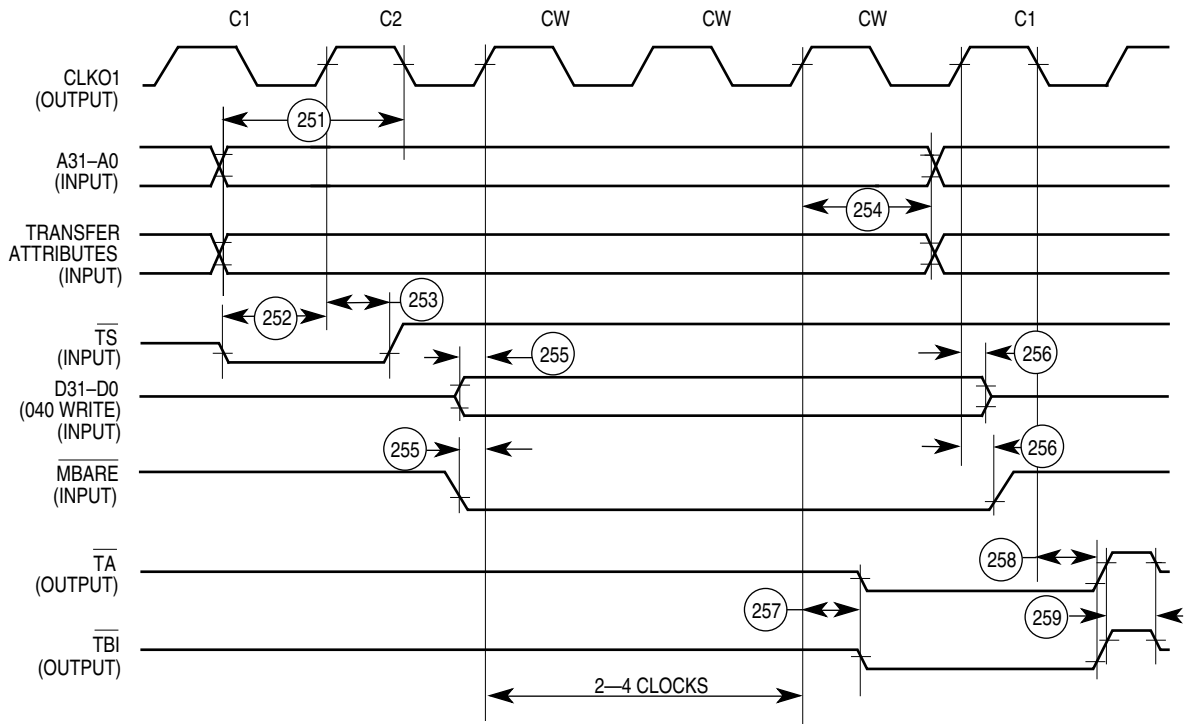 C1 C2 CW CW CW C1
CLKO1
(OUTPUT)
251
A31–A0
(INPUT)
254
TRANSFER
ATTRIBUTES
(INPUT)
252
253
TS
(INPUT)
255
256
D31–D0
(040 WRITE)
(INPUT)
255
256
MBARE
(INPUT)
258
TA
(OUTPUT)
257
259
TBI
(OUTPUT)
2—4 CLOCKS